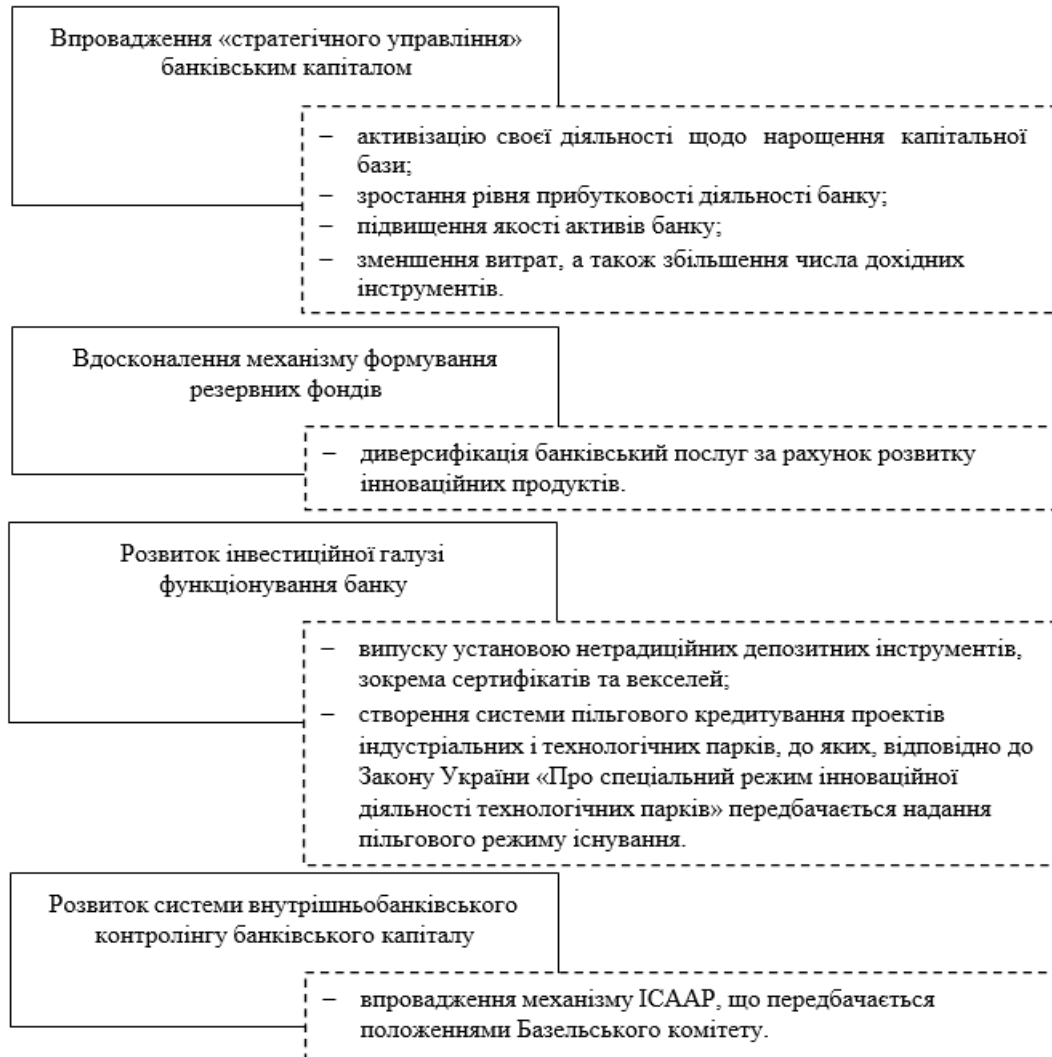 Впровадження «стратегічного управління»
банківським капіталом
– активізацію своєї діяльності щодо нарощення капітальної
бази;
– зростання рівня прибутковості діяльності банку;
– підвищення якості активів банку;
– зменшення витрат, а також збільшення числа дохідних
інструментів.
Вдосконалення механізму формування
резервних фондів
– диверсифікація банківський послуг за рахунок розвитку
інноваційних продуктів.
Розвиток інвестиційної галузі
функціонування банку
– випуску установою нетрадиційних депозитних інструментів,
зокрема сертифікатів та векселей;
– створення системи пільгового кредитування проектів
індустріальних і технологічних парків, до яких, відповідно до
Закону України «Про спеціальний режим інноваційної
діяльності технологічних парків» передбачається надання
пільгового режиму існування.
Розвиток системи внутрішньобанківського
контролінгу банківського капіталу
– впровадження механізму ICAAP, що передбачається
положеннями Базельського комітету.